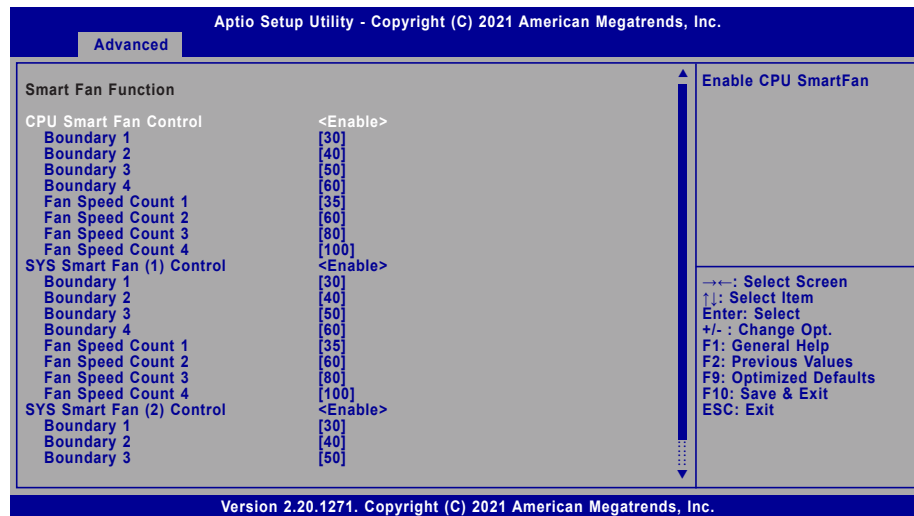 Aptio Setup Utility - Copyright (C) 2021 American Megatrends, Inc.
Advanced
Smart Fan Function
CPU Smart Fan Control <Enable>
Boundary 1 [30]
Boundary 2 [40]
Boundary 3 [50]
Boundary 4 [60]
Fan Speed Count 1 [35]
Fan Speed Count 2 [60]
Fan Speed Count 3 [80]
Fan Speed Count 4 [100]
SYS Smart Fan (1) Control <Enable>
Boundary 1 [30]
Boundary 2 [40]
Boundary 3 [50]
Boundary 4 [60]
Fan Speed Count 1 [35]
Fan Speed Count 2 [60]
Fan Speed Count 3 [80]
Fan Speed Count 4 [100]
SYS Smart Fan (2) Control <Enable>
Boundary 1 [30]
Boundary 2 [40]
Boundary 3 [50]
Enable CPU SmartFan
→←: Select Screen
↑↓: Select Item
Enter: Select
+/- : Change Opt.
F1: General Help
F2: Previous Values
F9: Optimized Defaults
F10: Save & Exit
ESC: Exit
Version 2.20.1271. Copyright (C) 2021 American Megatrends, Inc.